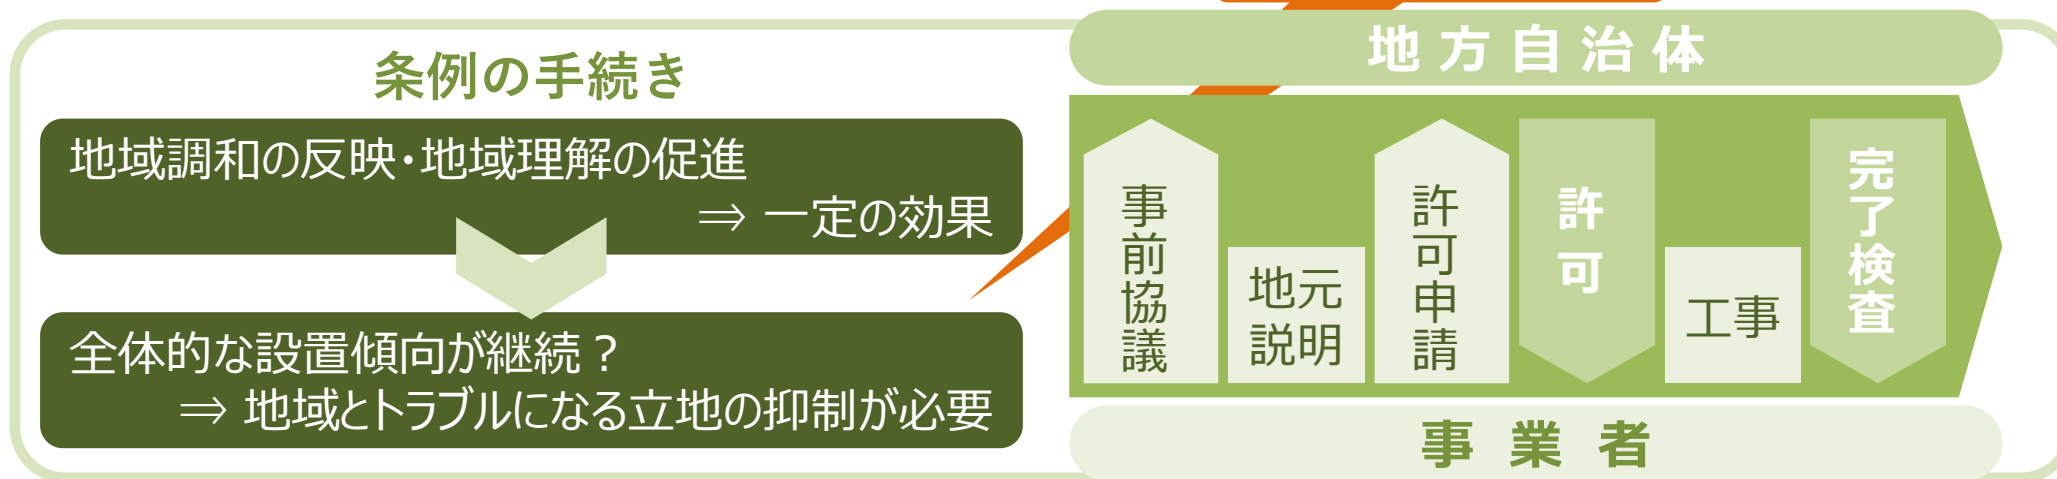 条例の手続き
地域調和の反映・地域理解の促進
⇒ 一定の効果
全体的な設置傾向が継続？
⇒ 地域とトラブルになる立地の抑制が必要
地方自治体
事前協議
地元
説明
許可申請
許可
工事
完了検査
事業者